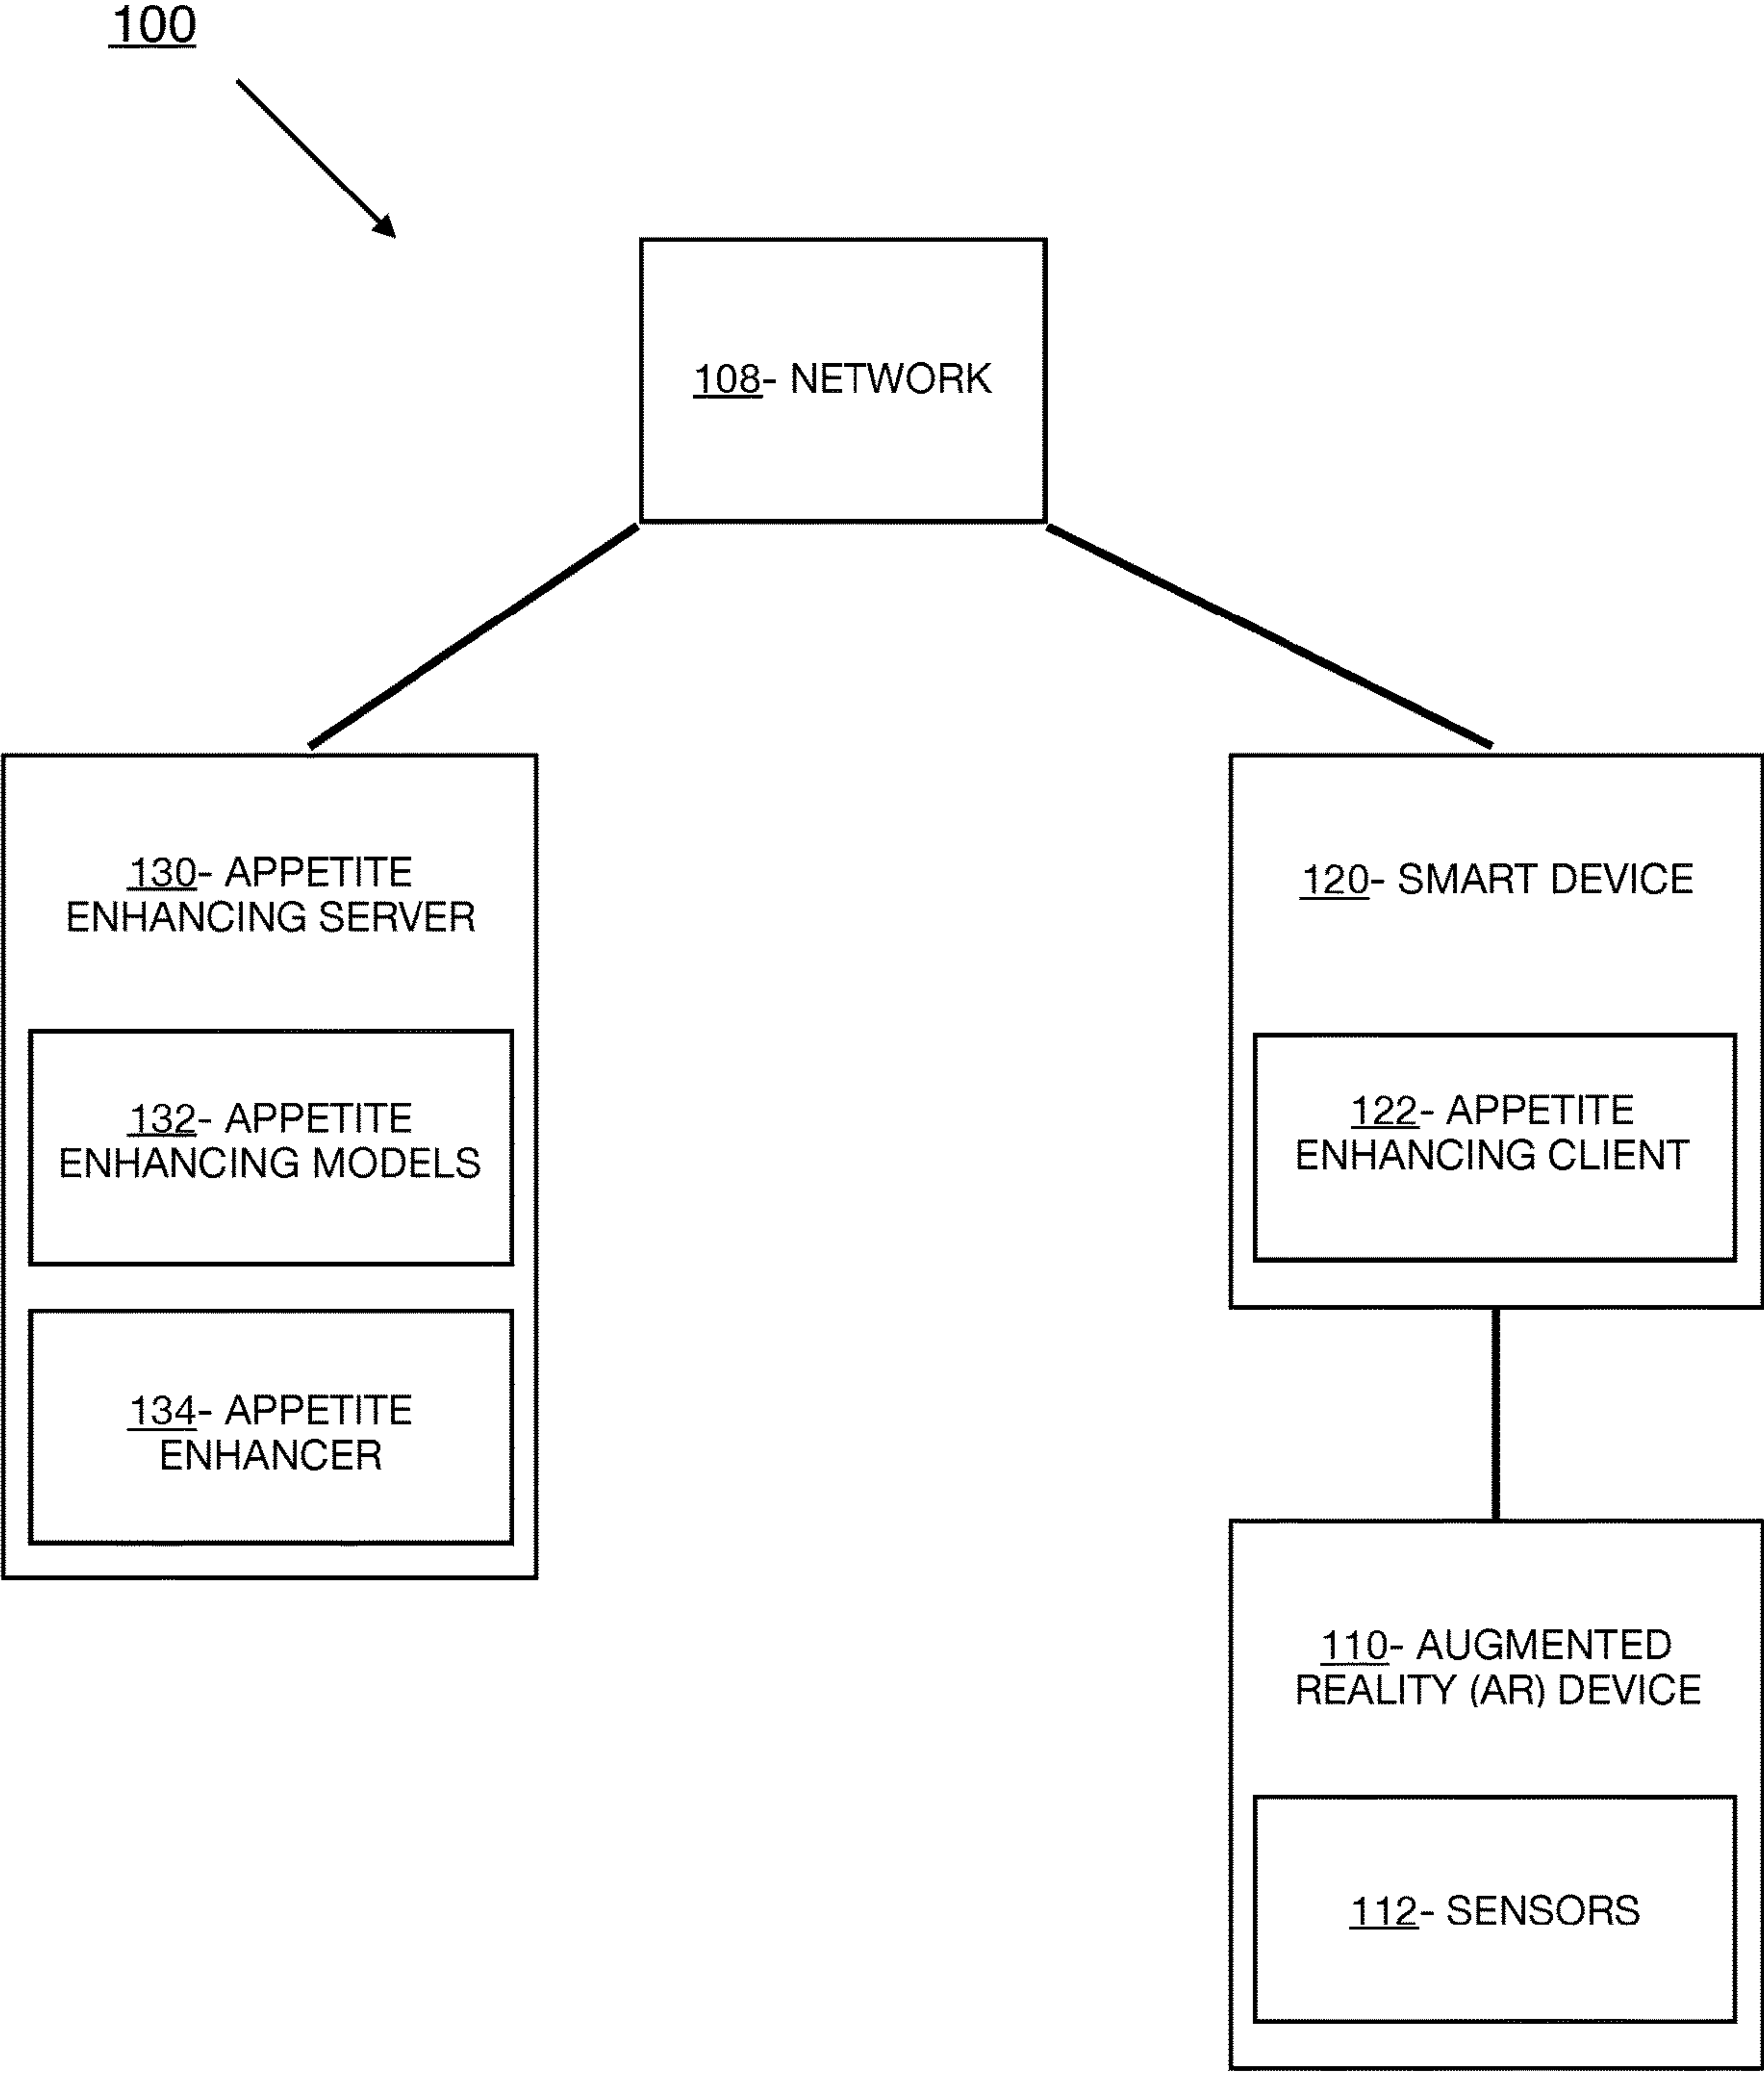 100
108- NETWORK
130- APPETITE
ENHANCING SERVER
132- APPETITE
ENHANCING MODELS
134- APPETITE
ENHANCER
120- SMART DEVICE
122- APPETITE
ENHANCING CLIENT
110- AUGMENTED
REALITY (AR) DEVICE
112- SENSORS